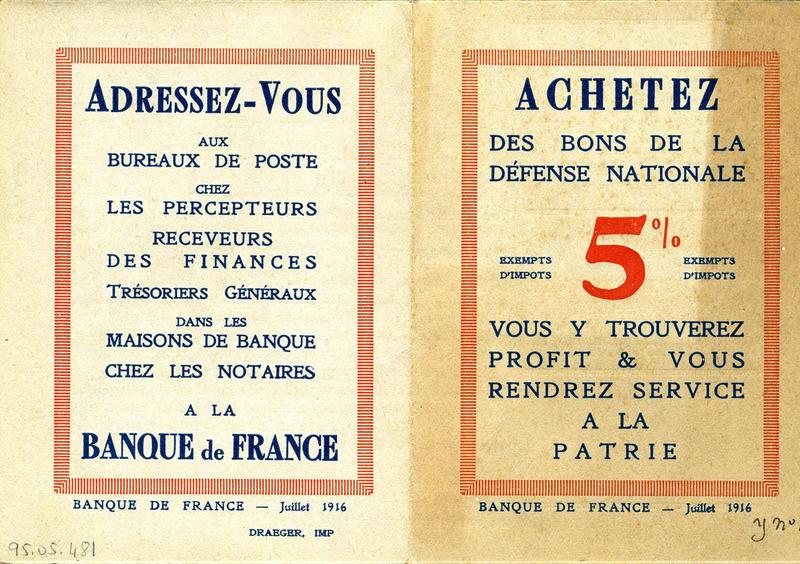 ADRESSEZ-VOUS
AUX
BUREAUX DE POSTE
CHEZ
LES PERCEPTEURS
RECEVEURS
DES FINANCES
TRÉSORIERS GÉNÉRAUX
DANS LES
MAISONS DE BANQUE
CHEZ LES NOTAIRES
A LA
BANQUE de FRANCE
BANQUE DE FRANCE — Juillet 1916
DRAEGER, IMP
95.05.481
ACHETEZ
DES BONS DE LA
DÉFENSE NATIONALE
5%
EXEMPTS
D'IMPOTS
EXEMPTS
D'IMPOTS
VOUS Y TROUVEREZ
PROFIT & VOUS
RENDREZ SERVICE
A LA
PATRIE
BANQUE DE FRANCE — Juillet 1916